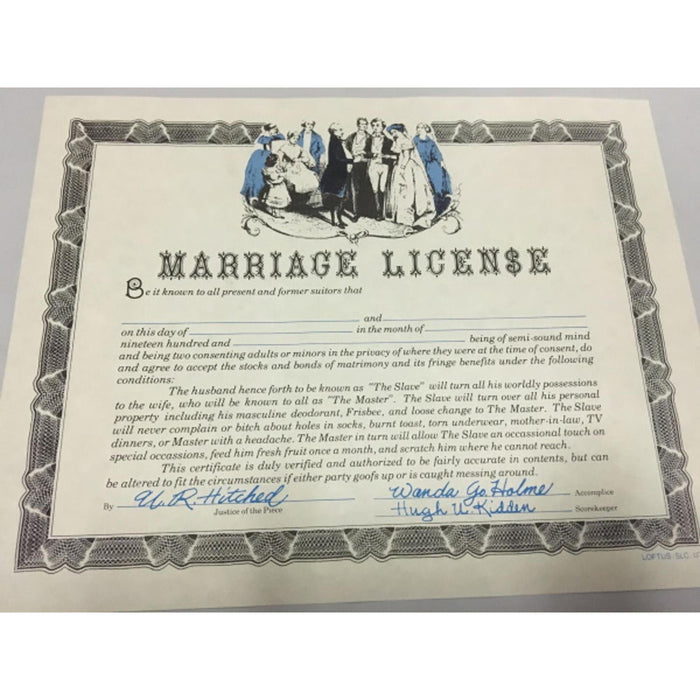 MARRIAGE LICEN$E
Be it known to all present and former suitors that
and
on this day of in the month of
nineteen hundred and being of semi-sound mind
and being two consenting adults or minors in the privacy of where they were at the time of consent, do
and agree to accept the stocks and bonds of matrimony and its fringe benefits under the following
conditions:
The husband hence forth to be known as "The Slave" will turn all his worldly possessions
to the wife, who will be known to all as "The Master". The Slave will turn over all his personal
property including his masculine deodorant, Frisbee, and loose change to The Master. The Slave
will never complain or bitch about holes in socks, burnt toast, torn underwear, mother-in-law, TV
dinners, or Master with a headache. The Master in turn will allow The Slave an occassional touch on
special occassions, feed him fresh fruit once a month, and scratch him where he cannot reach.
This certificate is duly verified and authorized to be fairly accurate in contents, but can
be altered to fit the circumstances if either party goofs up or is caught messing around.
By U. R. Hitched Wanda Go Holme Accomplice
Justice of the Piece Hugh U. Kidden Scorekeeper
LOFTUS SLC, U